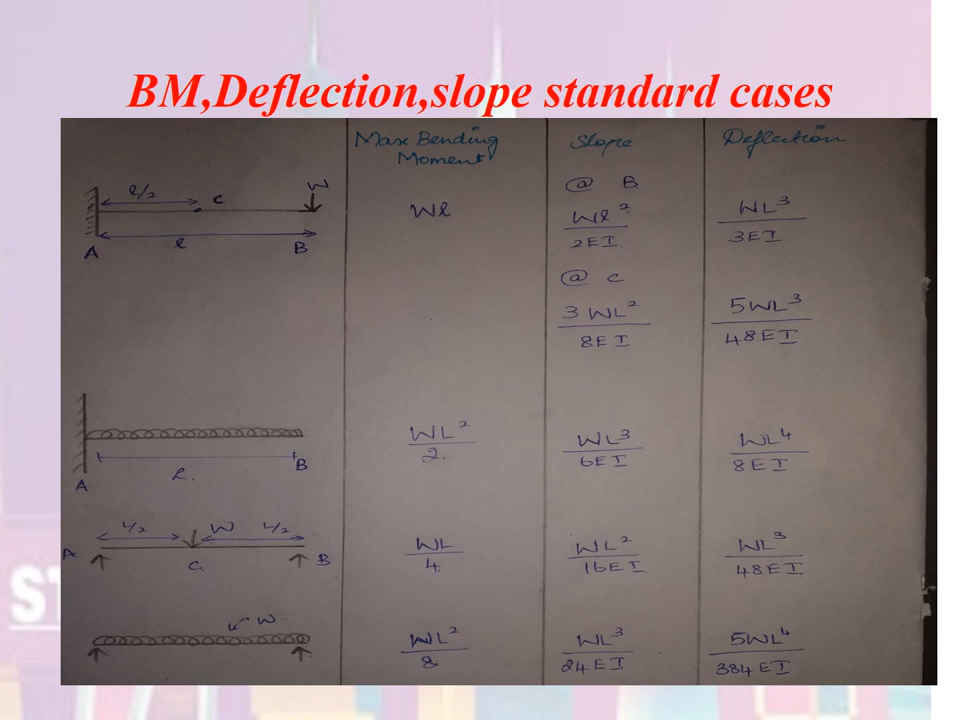 BM,Deflection,slope standard cases
Max Bending Moment Slope Deflection
l/2 C W
A l B
Wl
@ B
Wl²/2EI WL³/3EI
@ C
3WL²/8EI 5WL³/48EI
A L B
WL²/2 WL³/6EI WL⁴/8EI
A L/2 W L/2 B
C
WL/4 WL²/16EI WL³/48EI
W
WL²/8 WL³/24EI 5WL⁴/384EI
ST